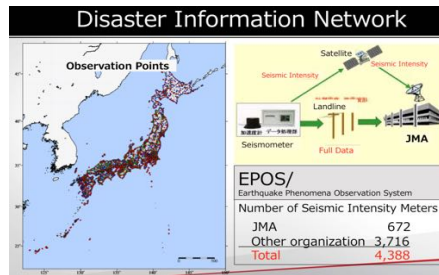 Disaster Information Network
Observation Points
Satellite
Seismic Intensity
Seismic Intensity
Landline
Seismometer
Full Data
JMA
EPOS/
Earthquake Phenomena Observation System
Number of Seismic Intensity Meters
JMA 672
Other organization 3,716
Total 4,388